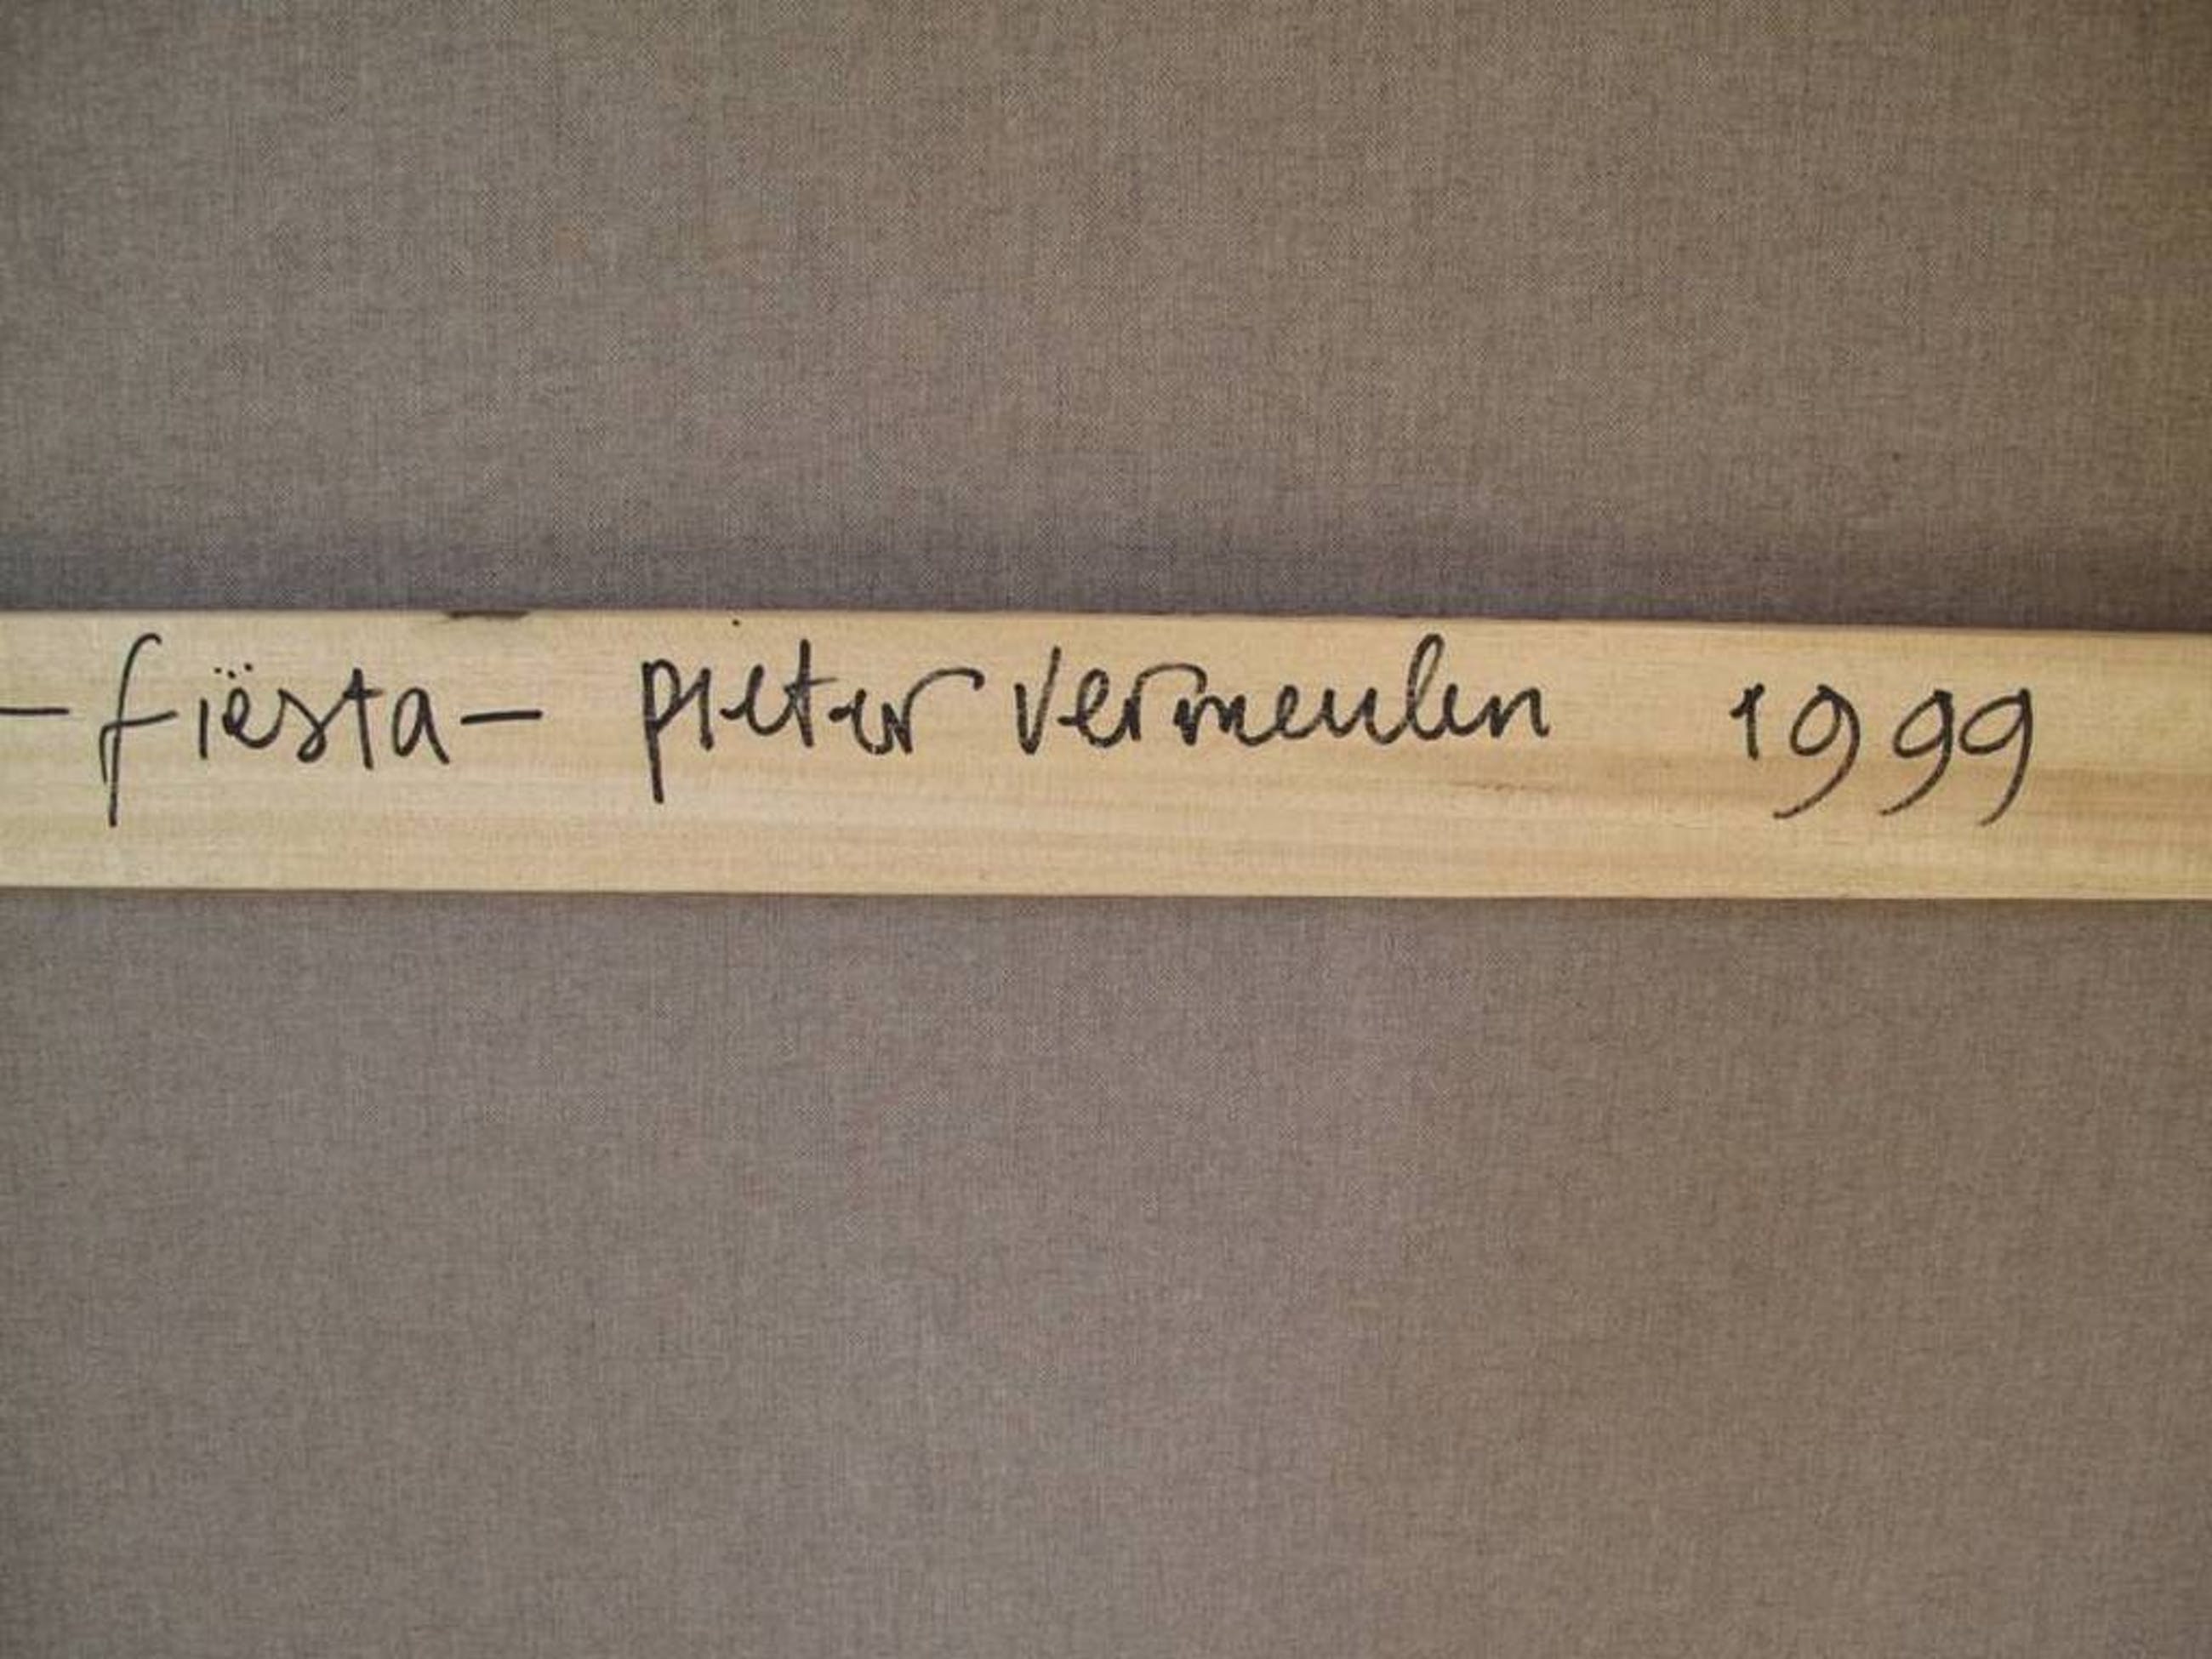 - fiësta - pieter vermeulen 1999